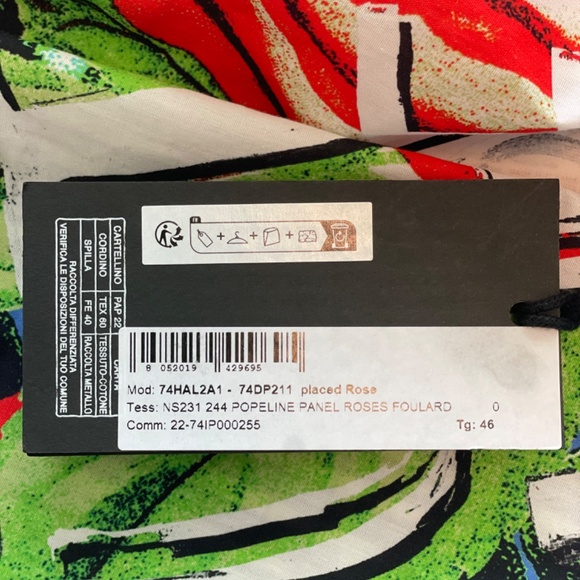 FR
CARTELLINO PAP 22 CARTA
CORDINO TEX 60 TESSUTO-COTONE
SPILLA FE 40 RACCOLTA METALLO
RACCOLTA DIFFERENZIATA
VERIFICA LE DISPOSIZIONI DEL TUO COMUNE
8 052019 429695
Mod: 74HAL2A1 - 74DP211 placed Rose
Tess: NS231 244 POPELINE PANEL ROSES FOULARD 0
Comm: 22-74IP000255 Tg: 46